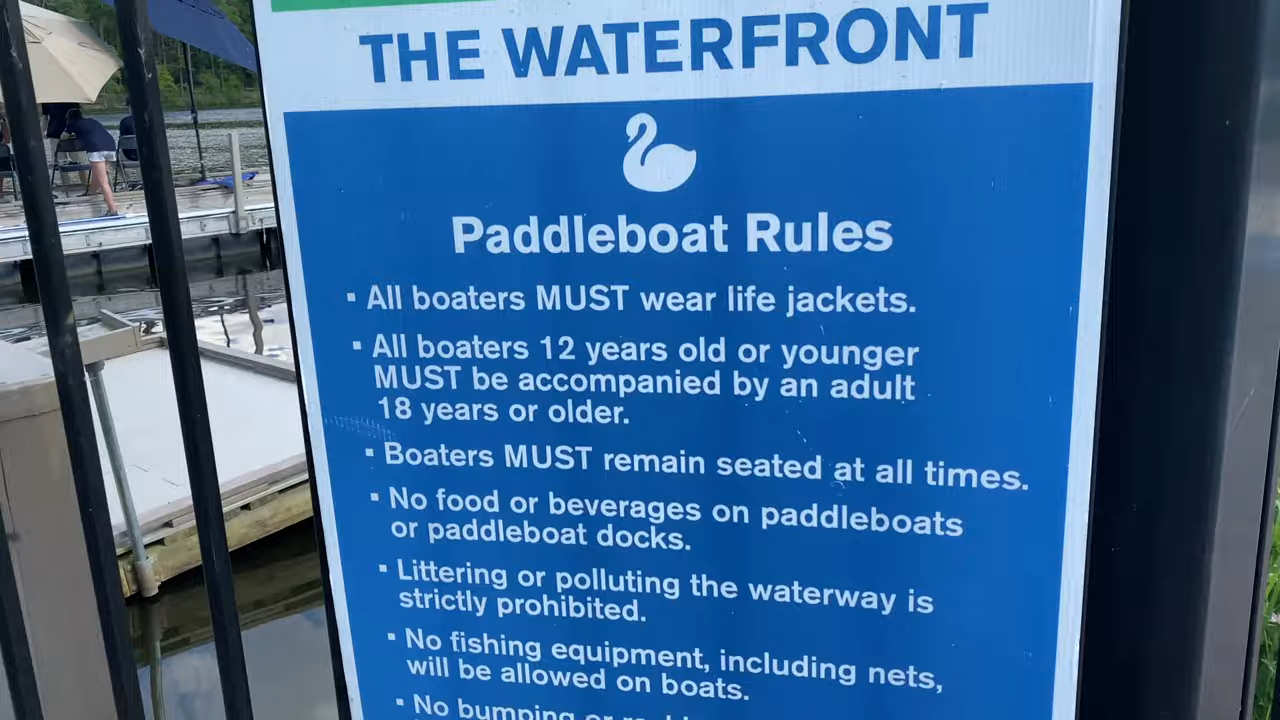 THE WATERFRONT
Paddleboat Rules
▪ All boaters MUST wear life jackets.
▪ All boaters 12 years old or younger
MUST be accompanied by an adult
18 years or older.
▪ Boaters MUST remain seated at all times.
▪ No food or beverages on paddleboats
or paddleboat docks.
▪ Littering or polluting the waterway is
strictly prohibited.
▪ No fishing equipment, including nets,
will be allowed on boats.
▪ No bumping or